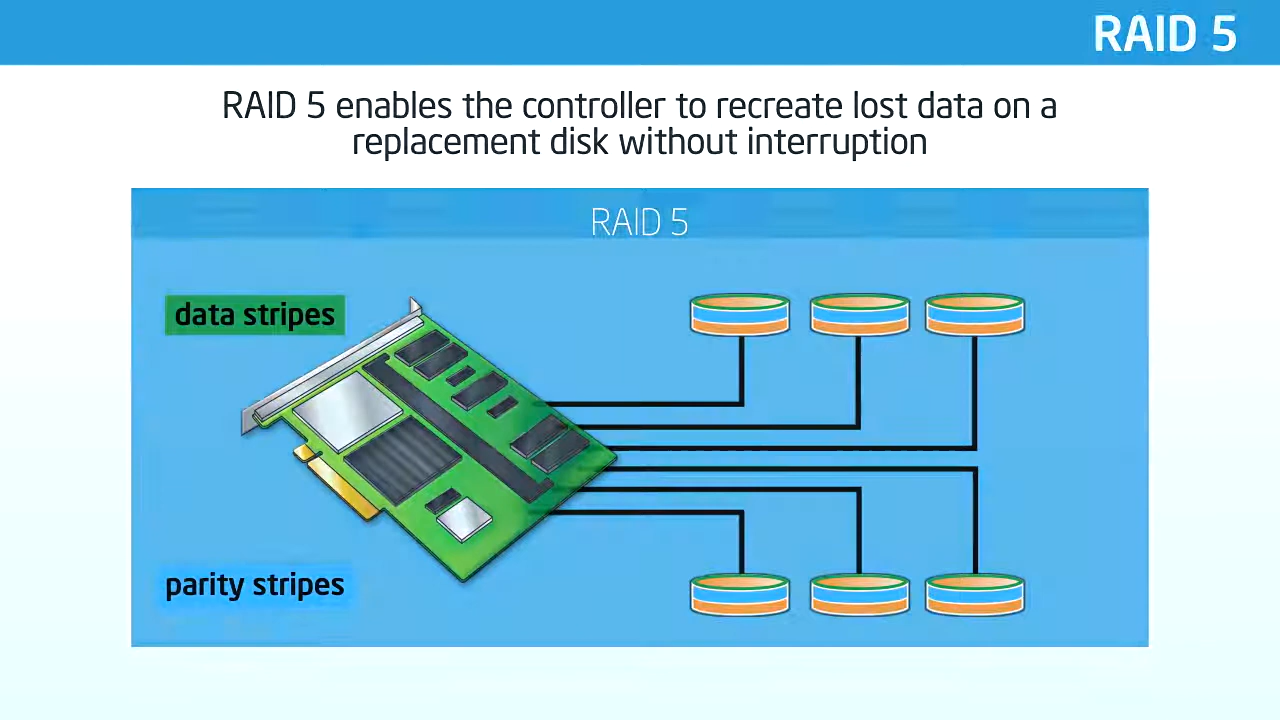 RAID 5
RAID 5 enables the controller to recreate lost data on a
replacement disk without interruption
RAID 5
data stripes
parity stripes